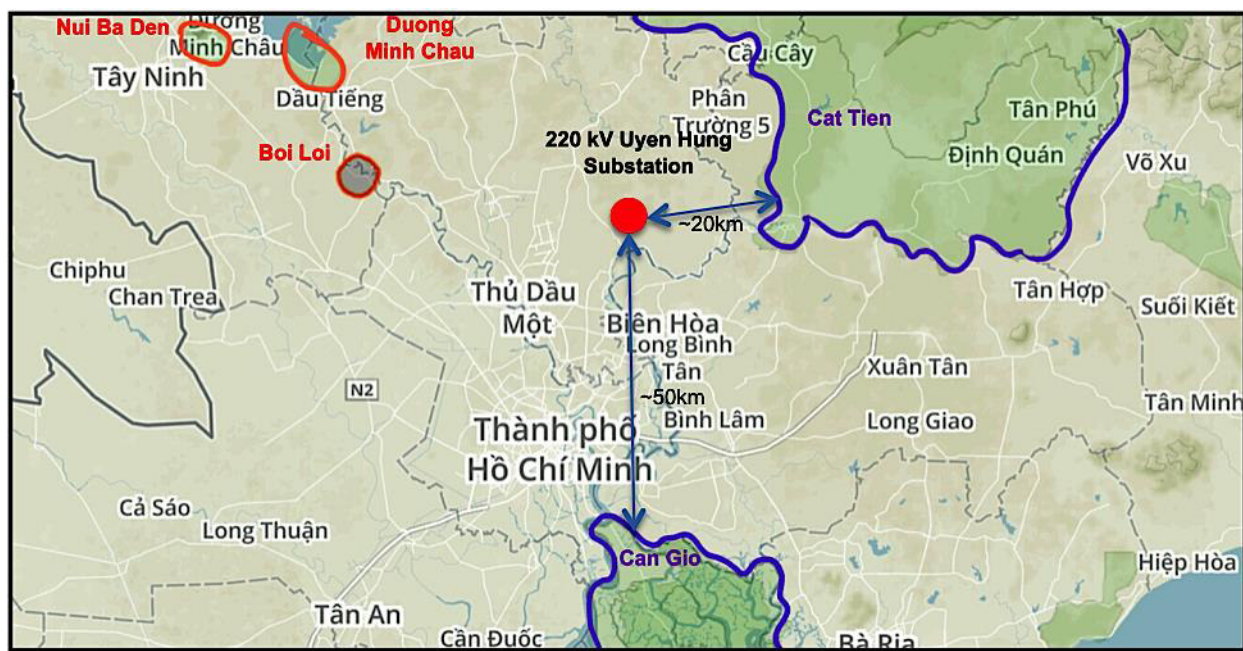 Nui Ba Den
Dương
Minh Châu
Duong
Minh Chau
Tây Ninh
Dầu Tiếng
Boi Loi
Cầu Cây
Phân
Trường 5
220 kV Uyen Hung
Substation
Cat Tien
Tân Phú
Định Quán
Võ Xu
~20km
Chiphu
Chan Trea
Thủ Dầu
Một
Biên Hòa
Long Bình
Tân
Tân Hợp
Suối Kiết
N2
~50km
Bình Lâm
Xuân Tân
Long Giao
Tân Minh
Thành phố
Hồ Chí Minh
Cả Sáo
Long Thuận
Can Gio
Hiệp Hòa
Tân An
Cần Đuốc
Bà Rịa